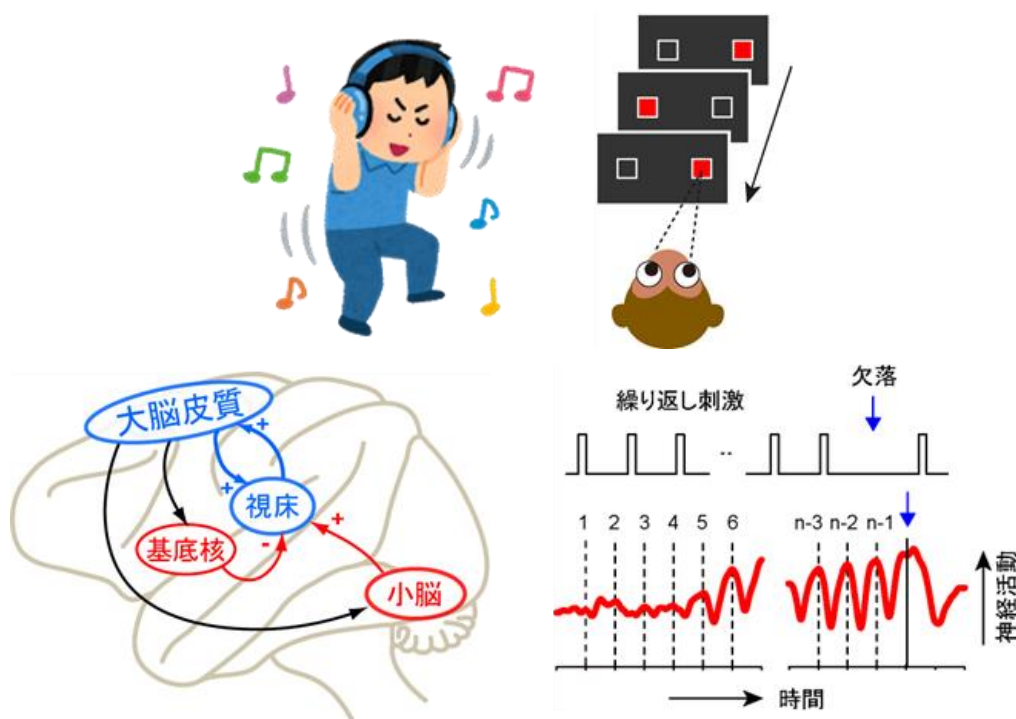 大脳皮質
+
+
視床
+
-
基底核
小脳
欠落
繰り返し刺激
..
1 2 3 4 5 6
n-3 n-2 n-1
神経活動
時間